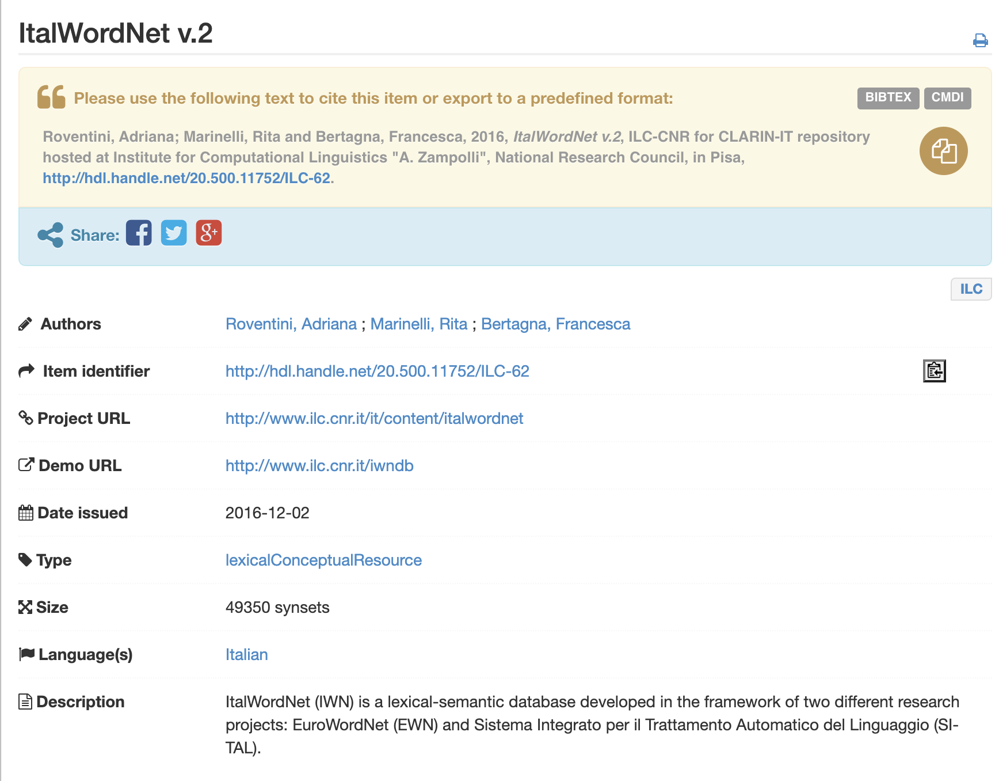 ItalWordNet v.2
Please use the following text to cite this item or export to a predefined format:
BIBTEX CMDI
Roventini, Adriana; Marinelli, Rita and Bertagna, Francesca, 2016, ItalWordNet v.2, ILC-CNR for CLARIN-IT repository
hosted at Institute for Computational Linguistics "A. Zampolli", National Research Council, in Pisa,
http://hdl.handle.net/20.500.11752/ILC-62.
Share: f g+
ILC
Authors Roventini, Adriana ; Marinelli, Rita ; Bertagna, Francesca
Item identifier http://hdl.handle.net/20.500.11752/ILC-62
Project URL http://www.ilc.cnr.it/it/content/italwordnet
Demo URL http://www.ilc.cnr.it/iwndb
Date issued 2016-12-02
Type lexicalConceptualResource
Size 49350 synsets
Language(s) Italian
Description ItalWordNet (IWN) is a lexical-semantic database developed in the framework of two different research
projects: EuroWordNet (EWN) and Sistema Integrato per il Trattamento Automatico del Linguaggio (SI-
TAL).